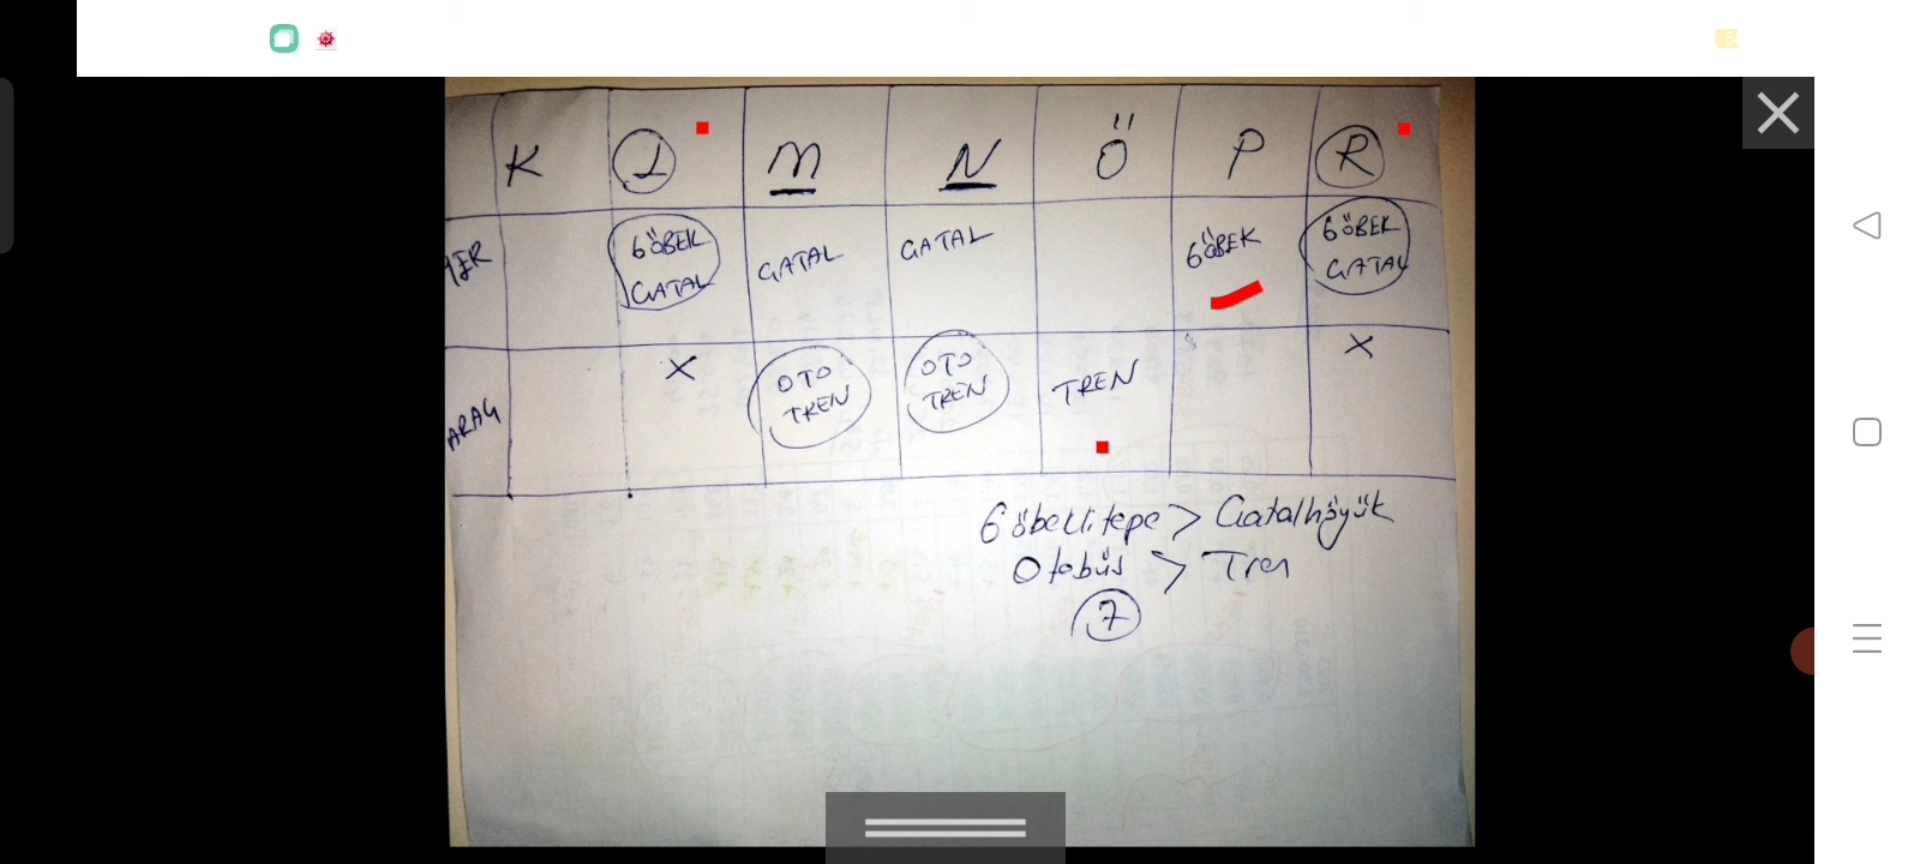 K L M N Ö P R
YER GÖBEK ÇATAL ÇATAL ÇATAL GÖBEK GÖBEK ÇATAL
ARAÇ X OTO TREN OTO TREN TREN X
Göbeklitepe > Çatalhöyük
Otobüs > Tren
7